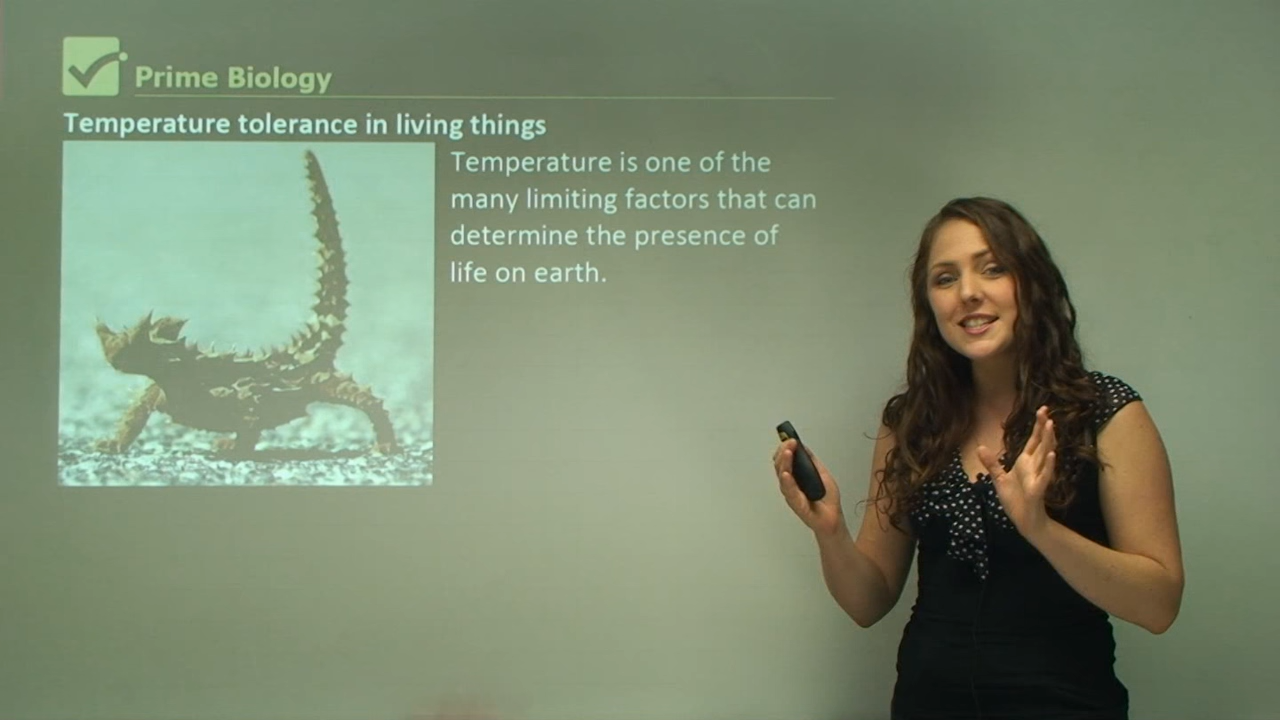 Prime Biology
Temperature tolerance in living things
Temperature is one of the
many limiting factors that can
determine the presence of
life on earth.